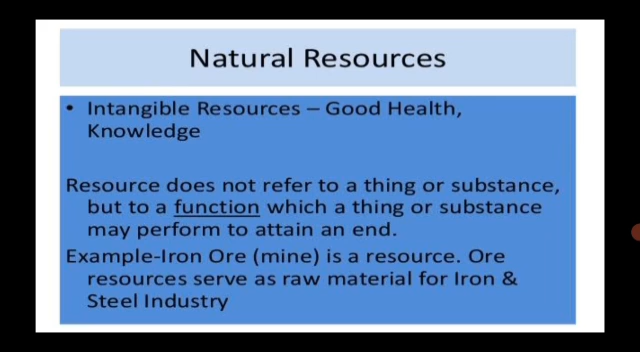 Natural Resources
• Intangible Resources – Good Health,
Knowledge
Resource does not refer to a thing or substance,
but to a function which a thing or substance
may perform to attain an end.
Example-Iron Ore (mine) is a resource. Ore
resources serve as raw material for Iron &
Steel Industry